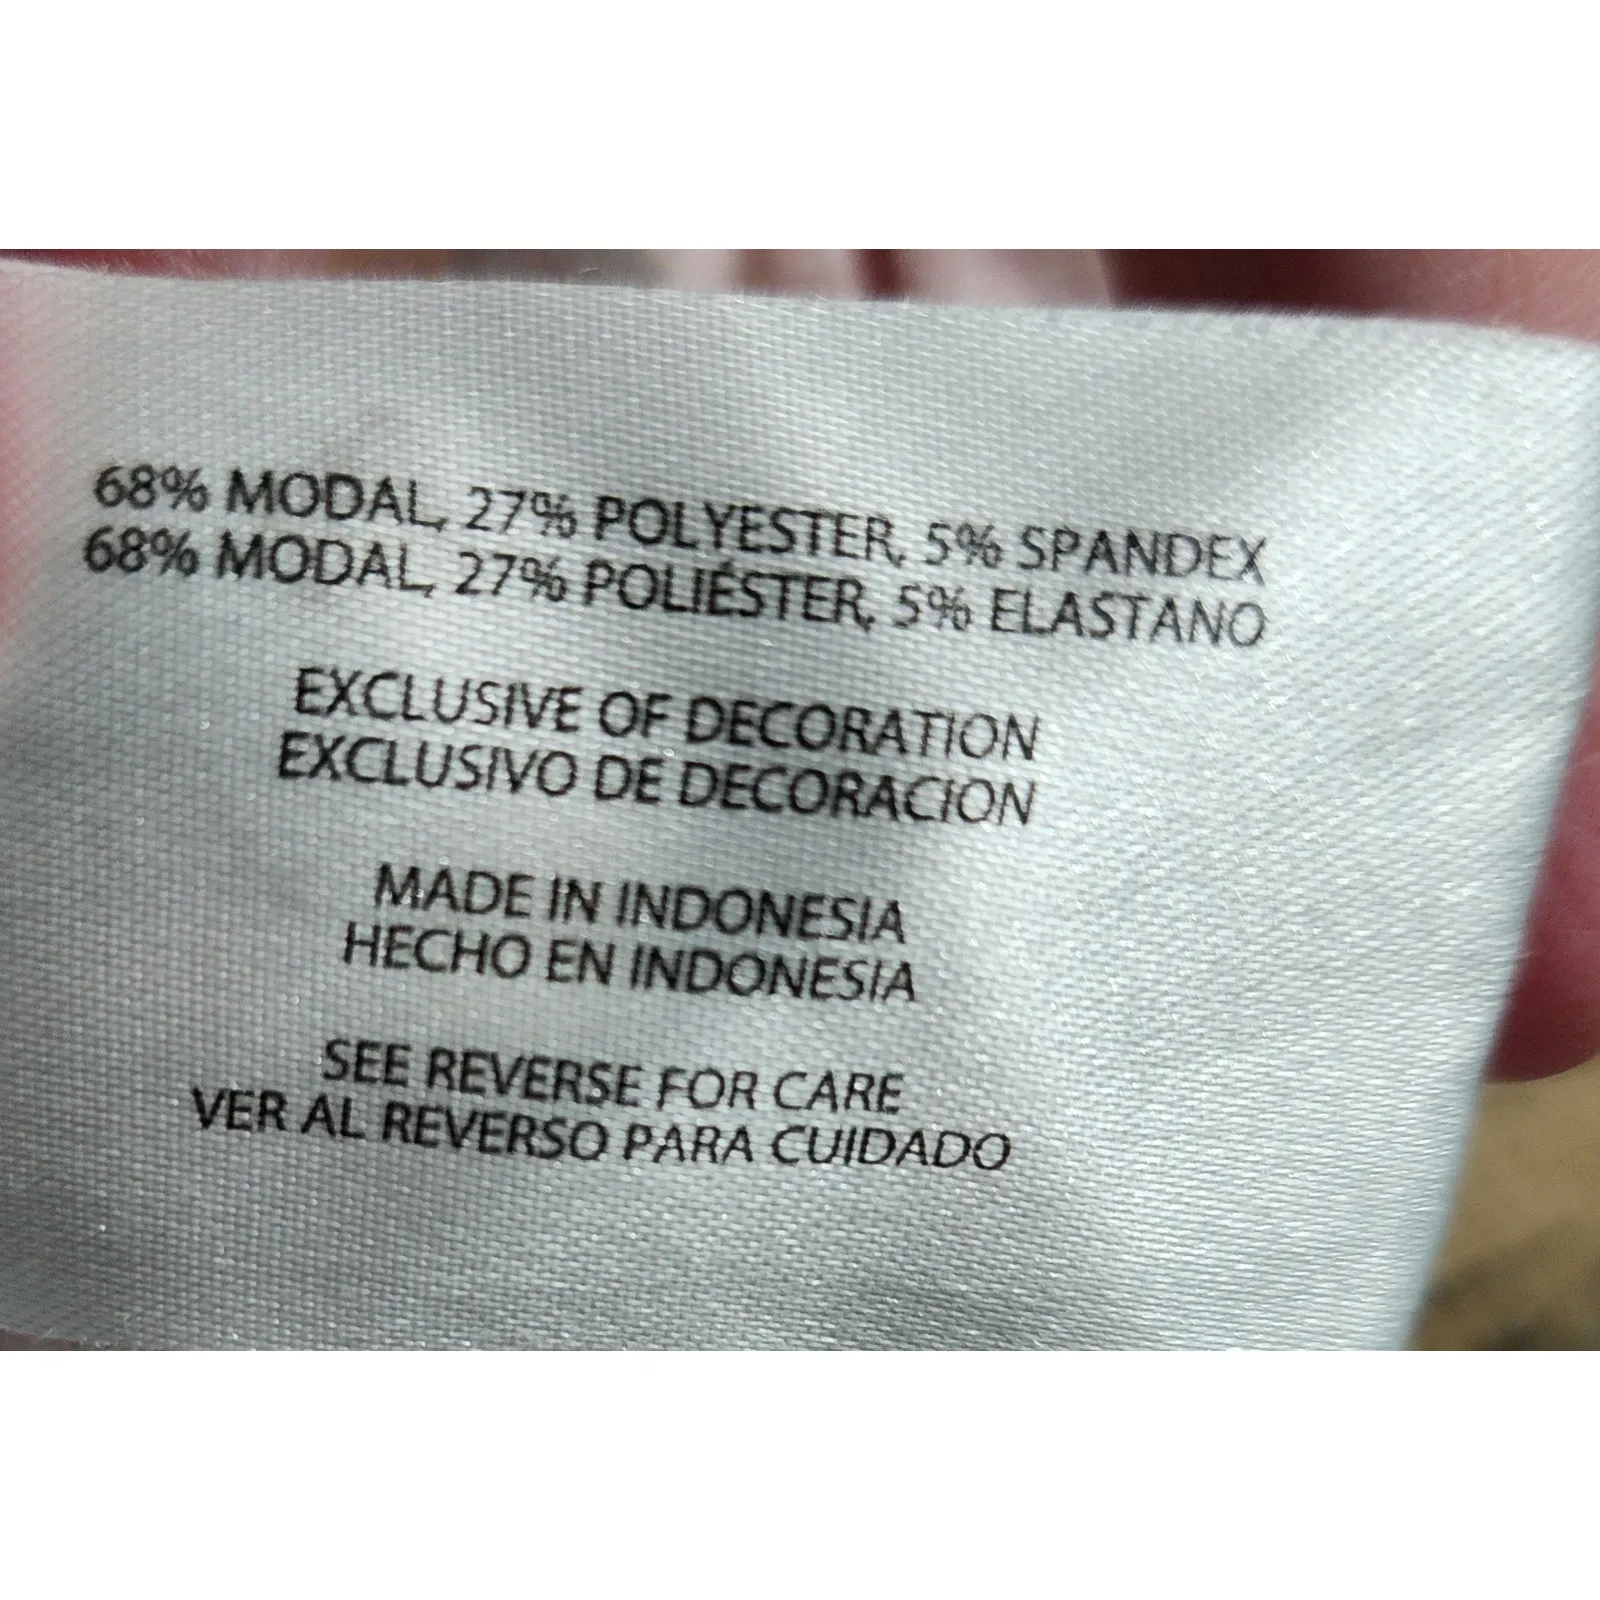 68% MODAL, 27% POLYESTER, 5% SPANDEX
68% MODAL, 27% POLIÉSTER, 5% ELASTANO
EXCLUSIVE OF DECORATION
EXCLUSIVO DE DECORACION
MADE IN INDONESIA
HECHO EN INDONESIA
SEE REVERSE FOR CARE
VER AL REVERSO PARA CUIDADO